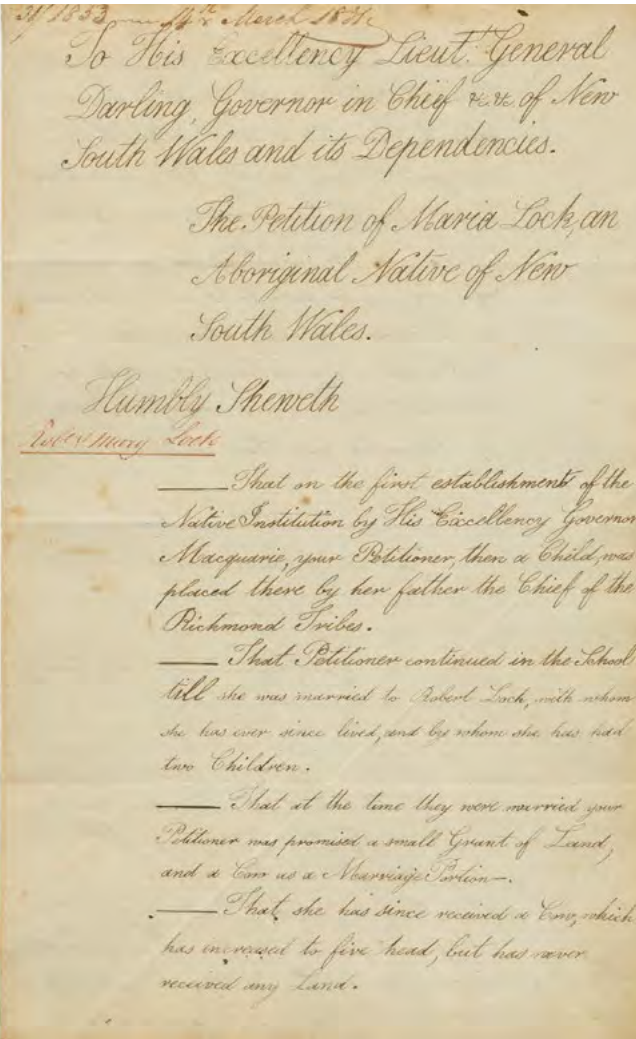 31/1853 14th March 1831.
To His Excellency Lieut. General
Darling, Governor in Chief &c. &c. of New
South Wales and its Dependencies.
The Petition of Maria Lock, an
Aboriginal Native of New
South Wales.
Humbly Sheweth
Lock
That on the first establishment of the
Native Institution by His Excellency Governor
Macquarie, your Petitioner, then a Child, was
placed there by her father the Chief of the
Richmond Tribes.
That Petitioner continued in the School
till she was married to Robert Lock, with whom
she has ever since lived, and by whom she has had
two Children.
That at the time they were married your
Petitioner was promised a small Grant of Land,
and a Cow as a Marriage Portion—.
That she has since received a Cow, which
has increased to five head, but has never
received any Land.